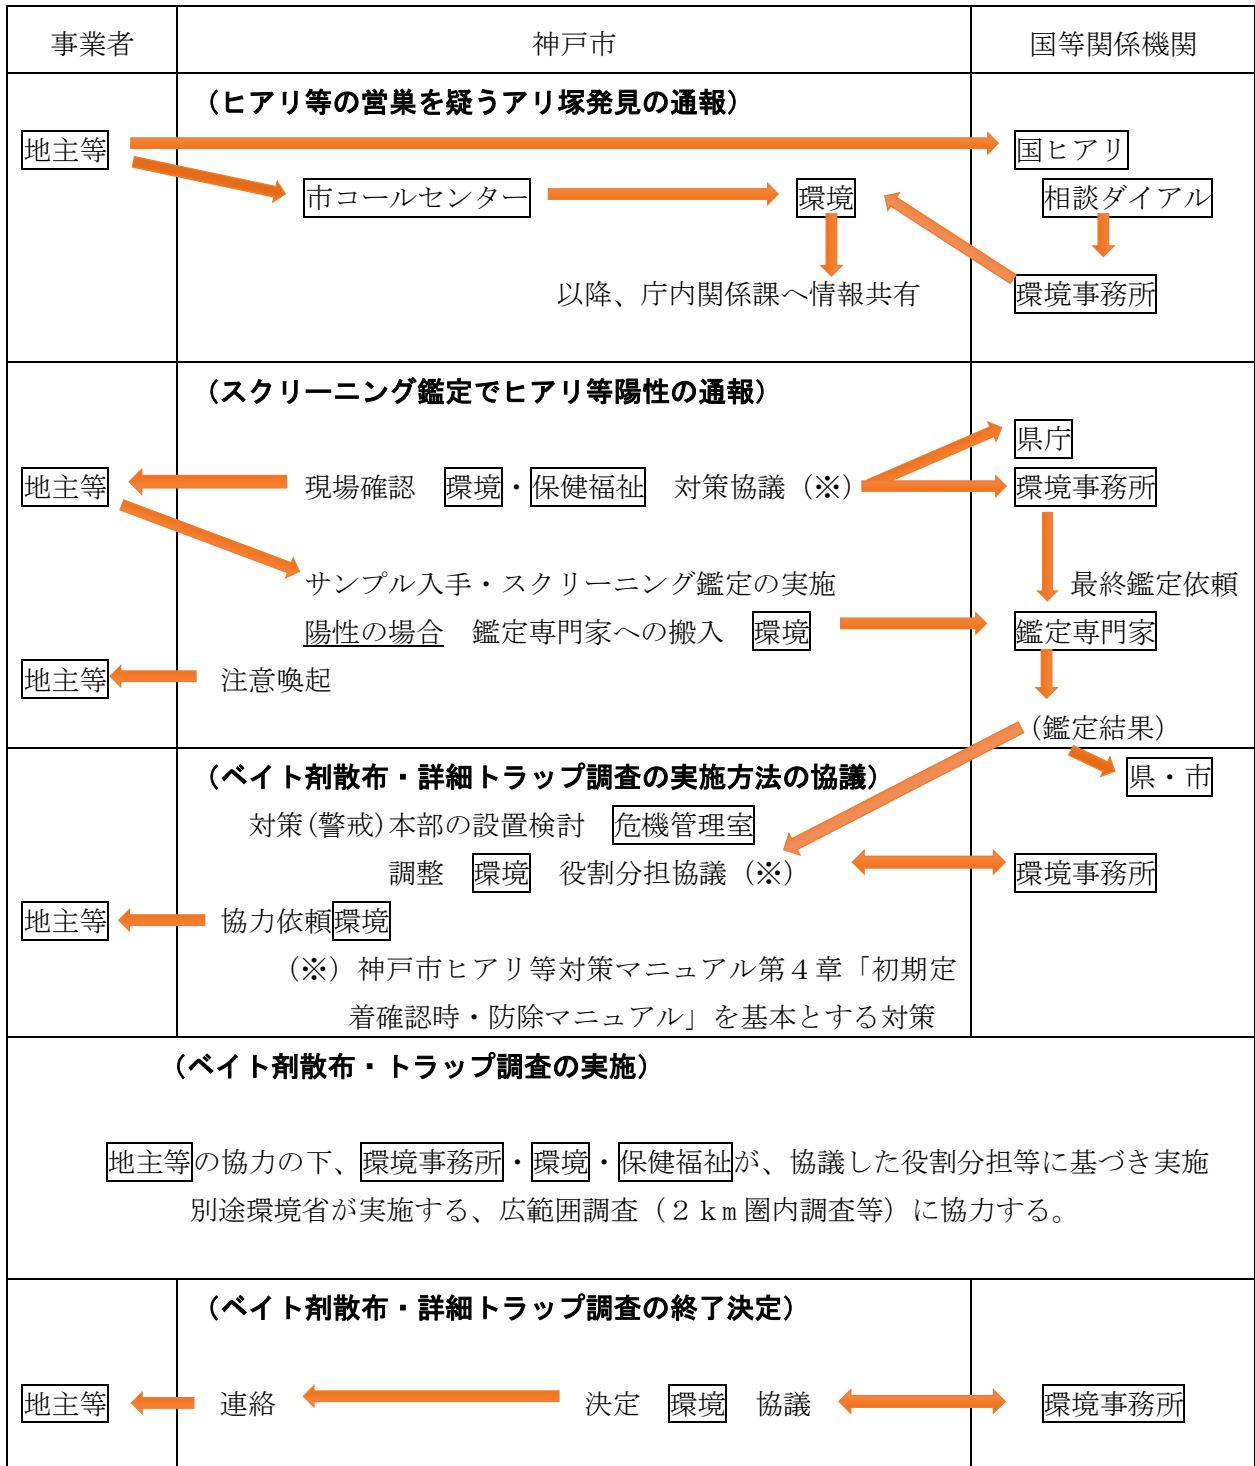 事業者 神戸市 国等関係機関
（ヒアリ等の営巣を疑うアリ塚発見の通報）
地主等 国ヒアリ
市コールセンター 環境 相談ダイアル
以降、庁内関係課へ情報共有 環境事務所
（スクリーニング鑑定でヒアリ等陽性の通報）
県庁
地主等 現場確認 環境・保健福祉 対策協議（※） 環境事務所
サンプル入手・スクリーニング鑑定の実施 最終鑑定依頼
陽性の場合 鑑定専門家への搬入 環境 鑑定専門家
地主等 注意喚起
（鑑定結果）
（ベイト剤散布・詳細トラップ調査の実施方法の協議） 県・市
対策(警戒)本部の設置検討 危機管理室
調整 環境 役割分担協議（※） 環境事務所
地主等 協力依頼環境
（※）神戸市ヒアリ等対策マニュアル第４章「初期定
着確認時・防除マニュアル」を基本とする対策
（ベイト剤散布・トラップ調査の実施）
地主等の協力の下、環境事務所・環境・保健福祉が、協議した役割分担等に基づき実施
別途環境省が実施する、広範囲調査（２ｋｍ圏内調査等）に協力する。
（ベイト剤散布・詳細トラップ調査の終了決定）
地主等 連絡 決定 環境 協議 環境事務所